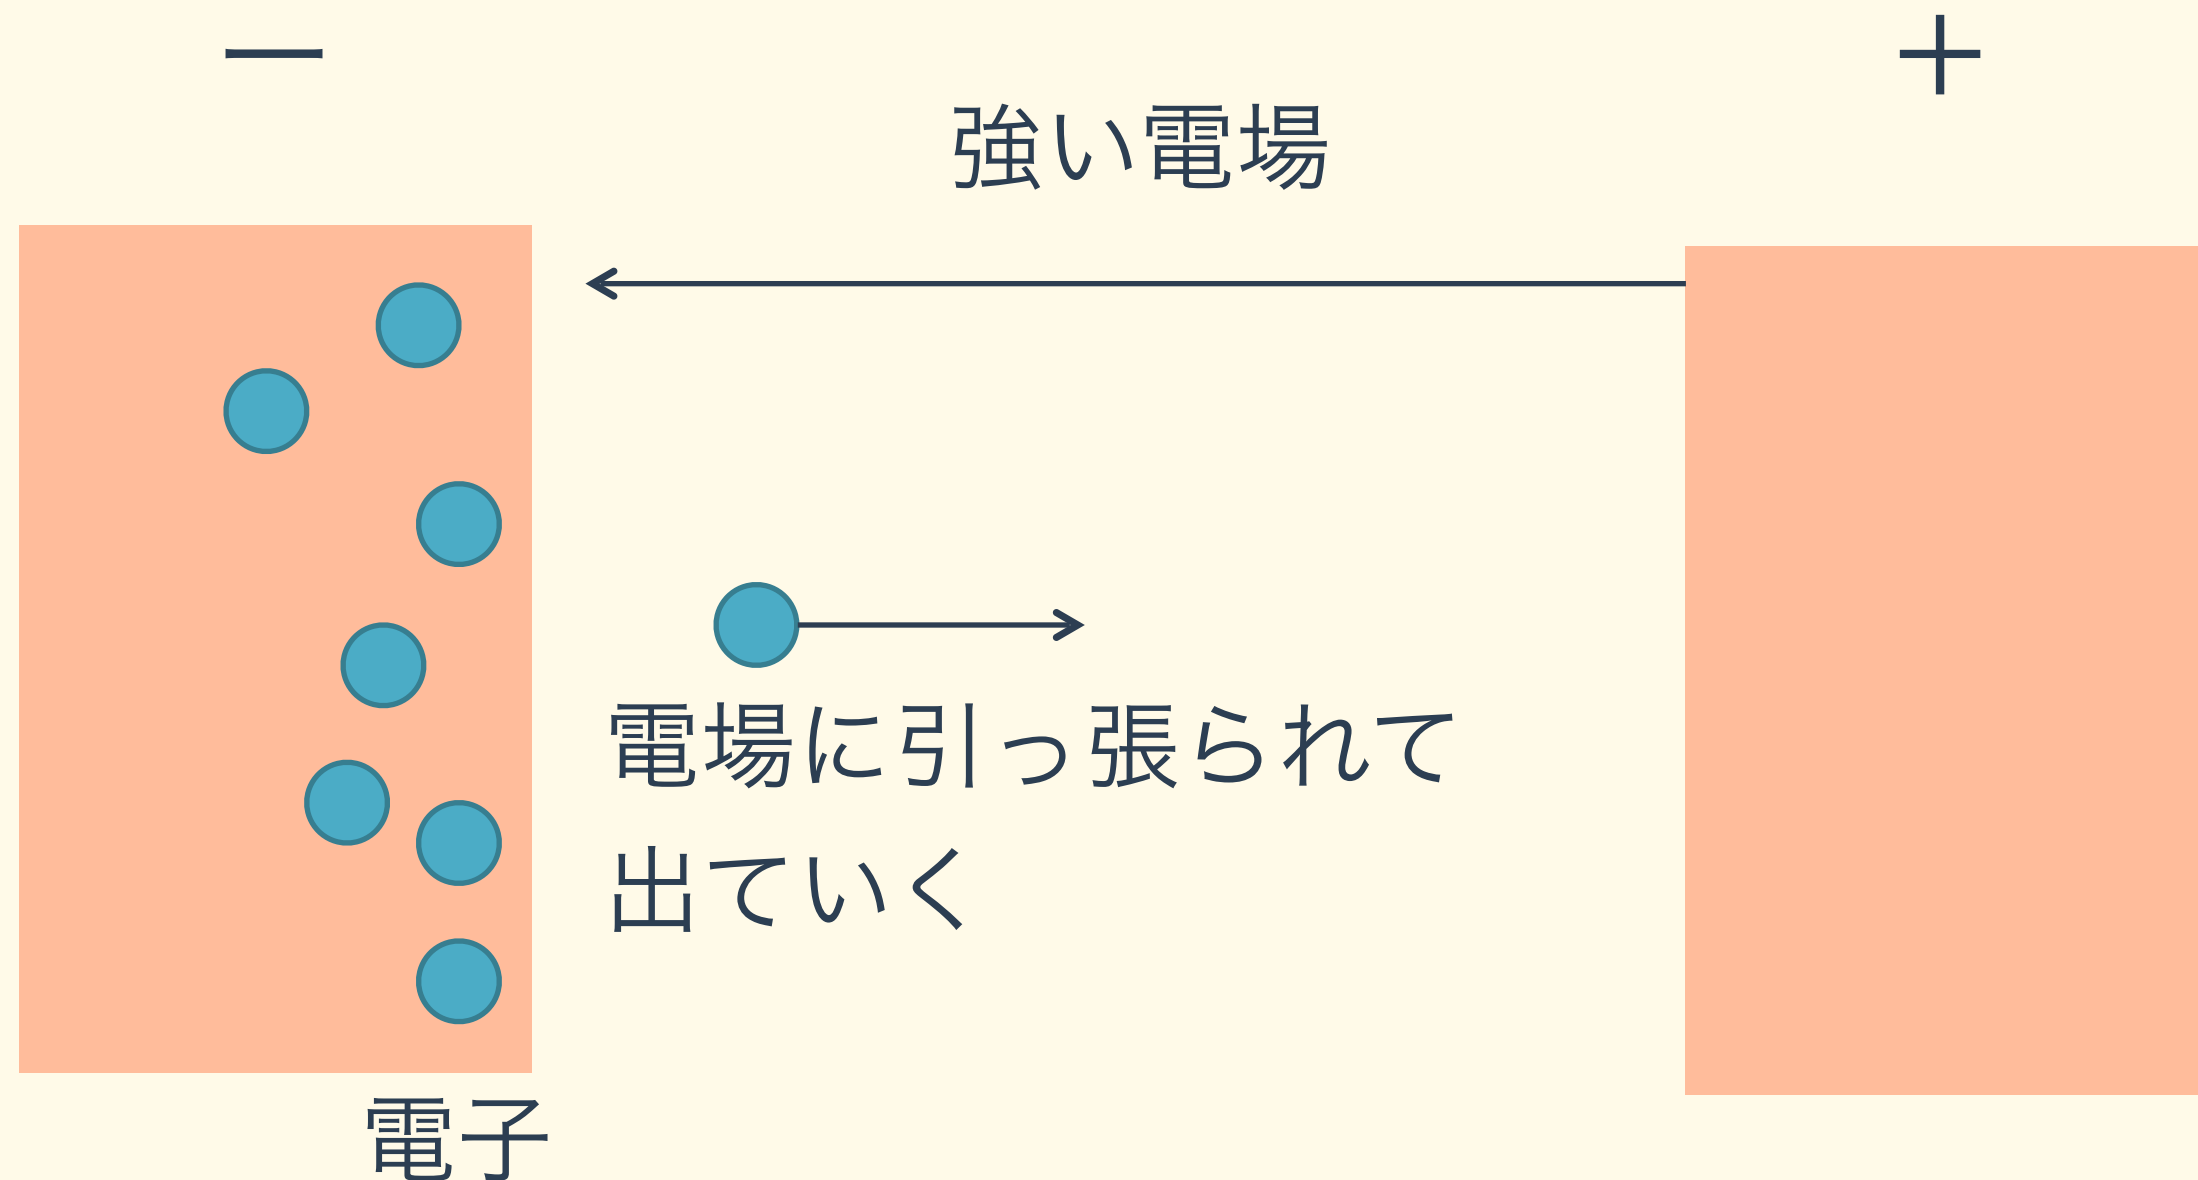 －
＋
強い電場
電場に引っ張られて
出ていく
電子